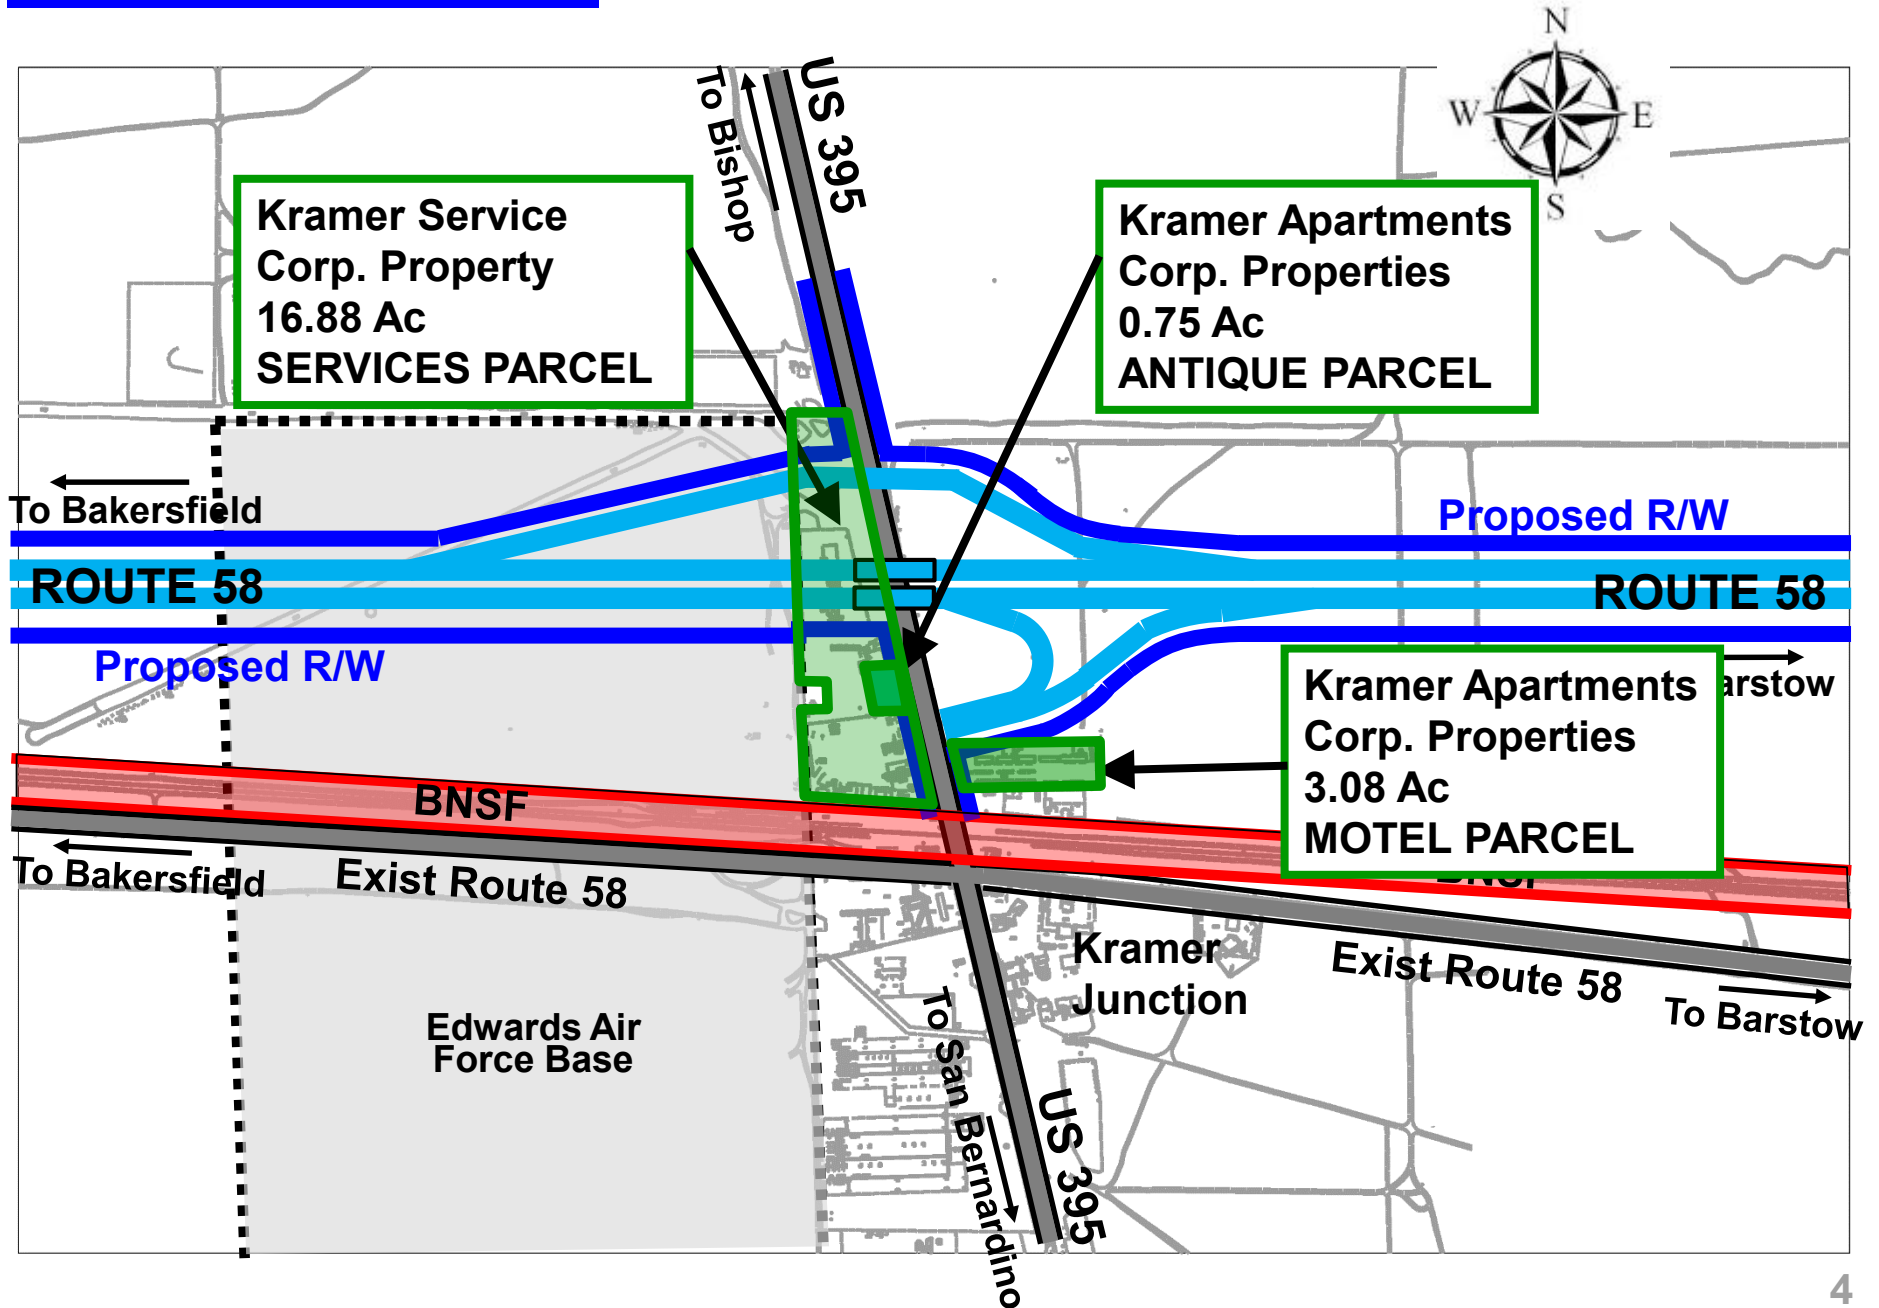 N
W
E
S
To Bishop
US 395
Kramer Service
Corp. Property
16.88 Ac
SERVICES PARCEL
Kramer Apartments
Corp. Properties
0.75 Ac
ANTIQUE PARCEL
To Bakersfield
Proposed R/W
ROUTE 58
ROUTE 58
Proposed R/W
Kramer Apartments
Corp. Properties
3.08 Ac
MOTEL PARCEL
arstow
BNSF
BNSF
To Bakersfield
Exist Route 58
Kramer
Junction
Exist Route 58
To Barstow
Edwards Air
Force Base
To San Bernardino
US 395
4